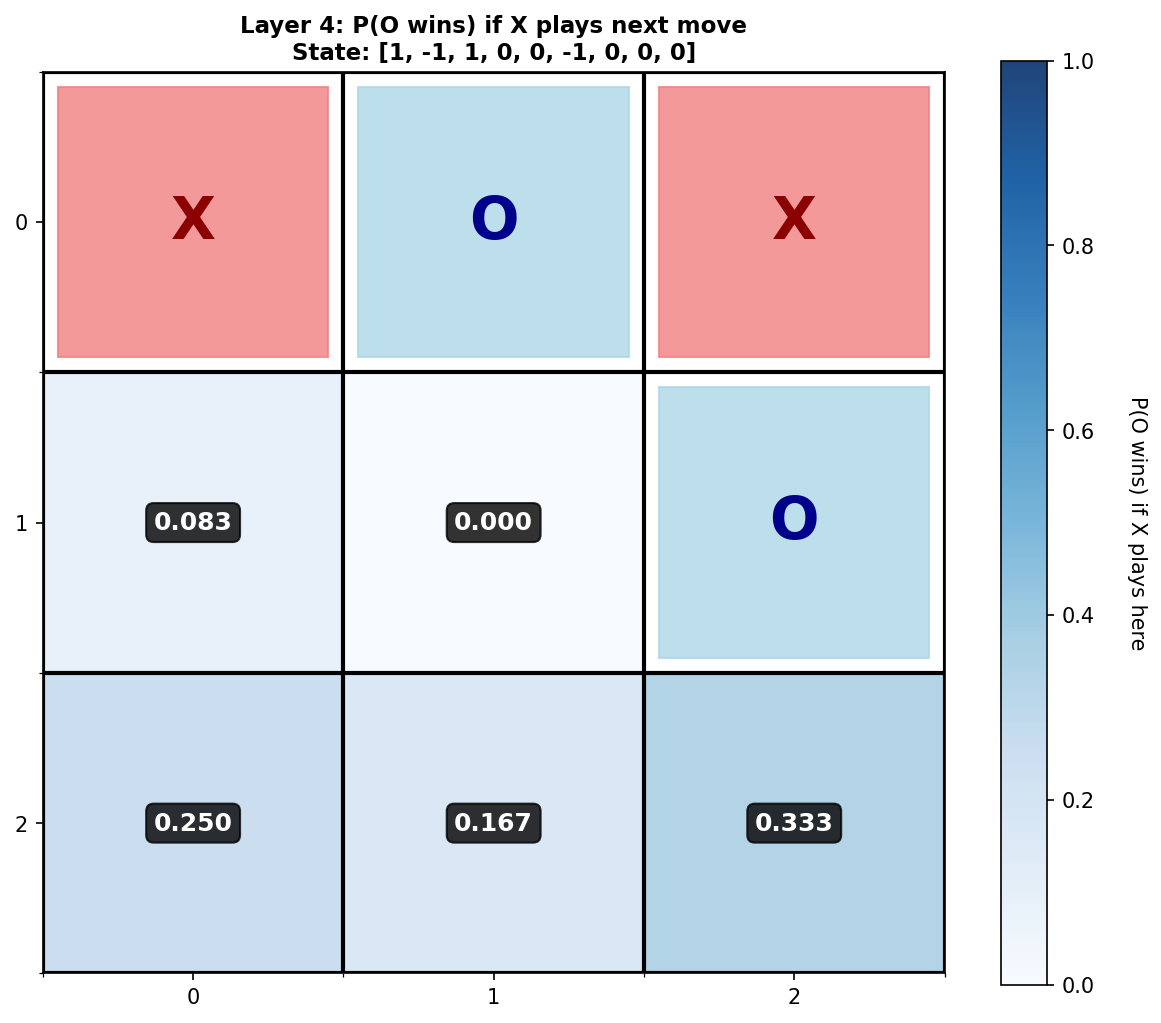 Layer 4: P(O wins) if X plays next move
State: [1, -1, 1, 0, 0, -1, 0, 0, 0]
0
X
O
X
1
0.083
0.000
O
2
0.250
0.167
0.333
0
1
2
1.0
0.8
0.6
0.4
0.2
0.0
P(O wins) if X plays here